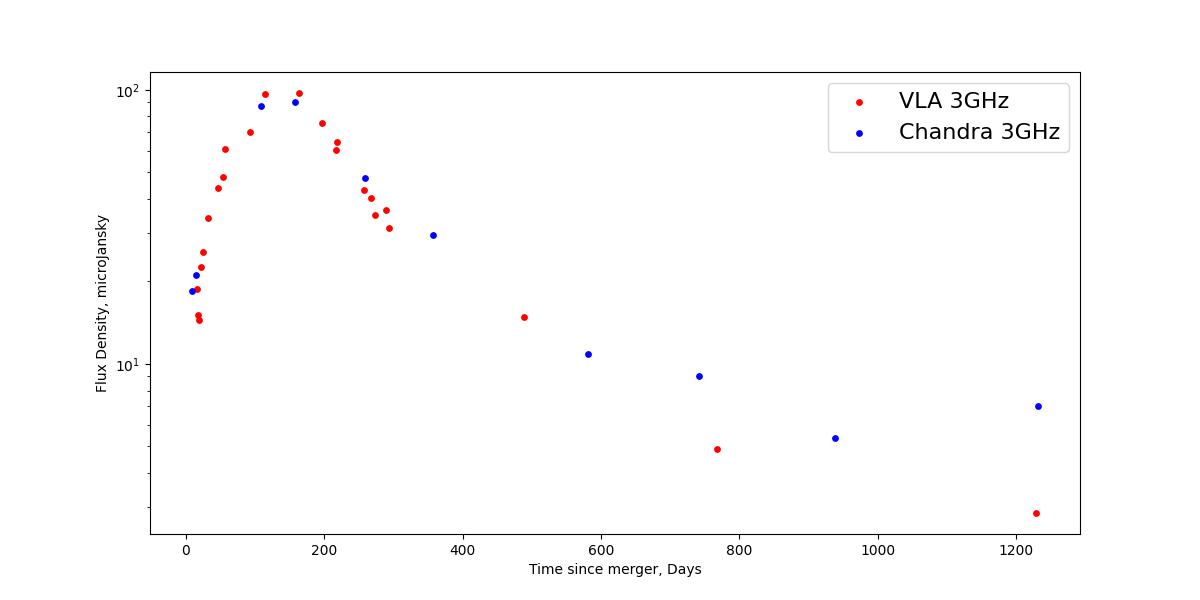 10²
VLA 3GHz
Chandra 3GHz
Flux Density, microJansky
10¹
0 200 400 600 800 1000 1200
Time since merger, Days